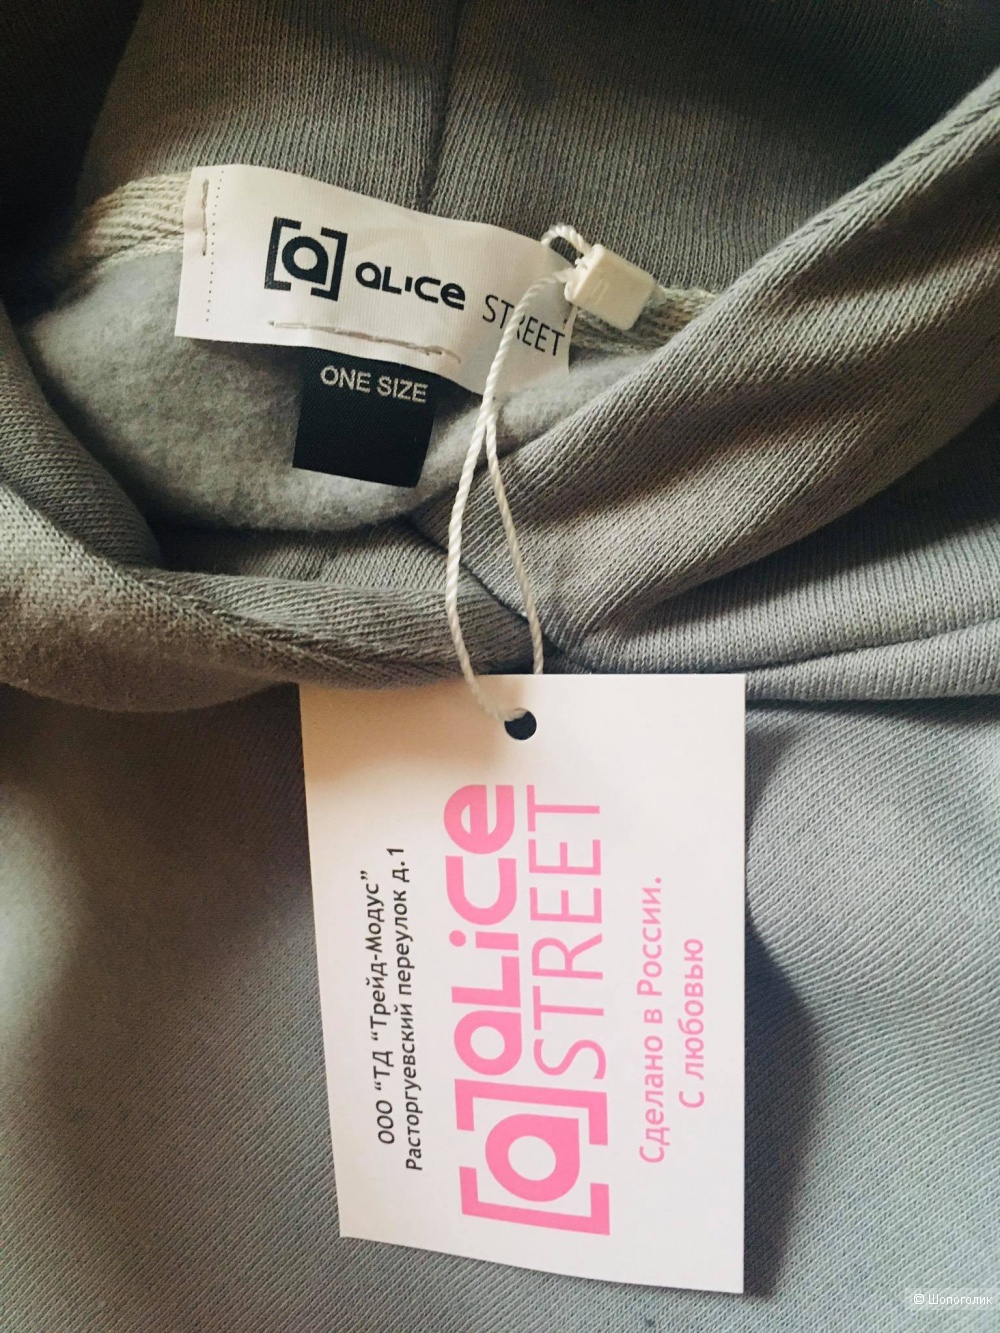 [a] aLiCe STREET
ONE SIZE
ООО “ТД “Трейд-Модус”
Расторгуевский переулок д.1
[a] aLiCe
STREET
Сделано в России.
С любовью
© Шопоголик